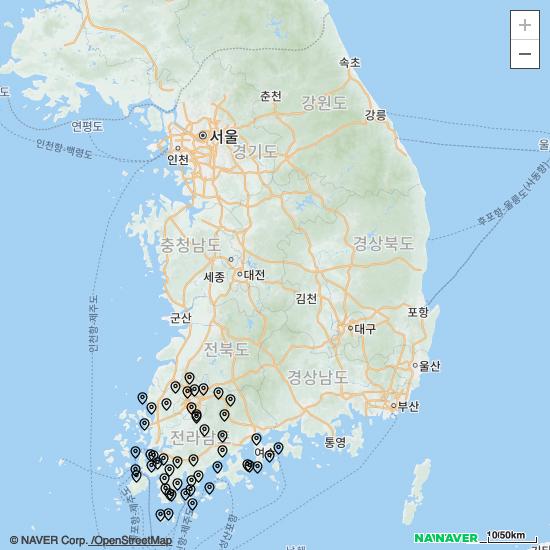 +
−
속초
춘천
강원도
강릉
도
연평도
서울
인천항-백령도
인천
경기도
울
후포항-울릉도(사동항)
충청남도
경상북도
세종
대전
김천
인천항-제주도
군산
포항
대구
전북도
울산
경상남도
부산
전라남도
통영
© NAVER Corp. /OpenStreetMap
NAVER
10/50km